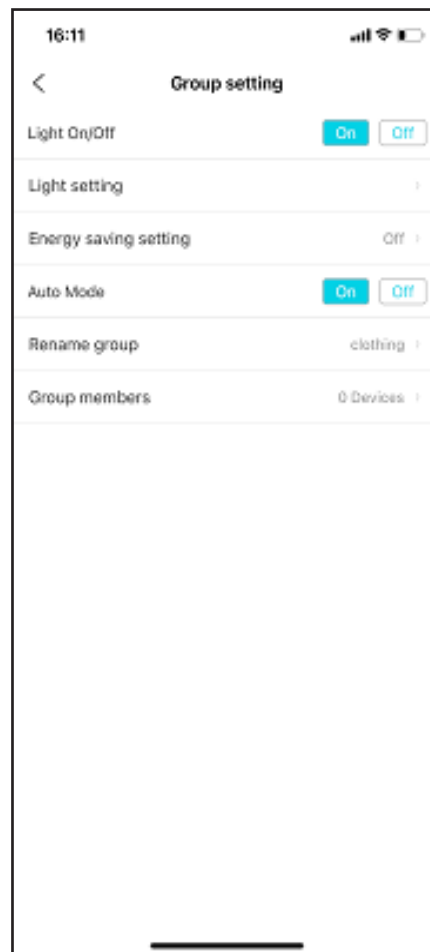 16:11
Group setting
Light On/Off On Off
Light setting
Energy saving setting Off
Auto Mode On Off
Rename group clothing
Group members 0 Devices